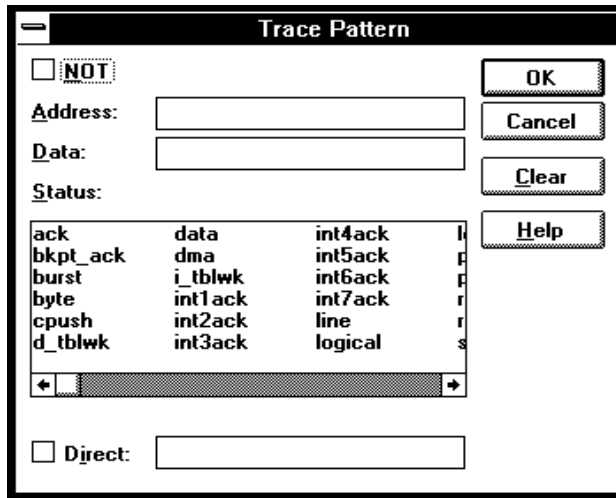 Trace Pattern
NOT
OK
Address:
Cancel
Data:
Clear
Status:
Help
ack data int4ack
bkpt_ack dma int5ack
burst i_tblwk int6ack
byte int1ack int7ack
cpush int2ack line
d_tblwk int3ack logical
Direct: